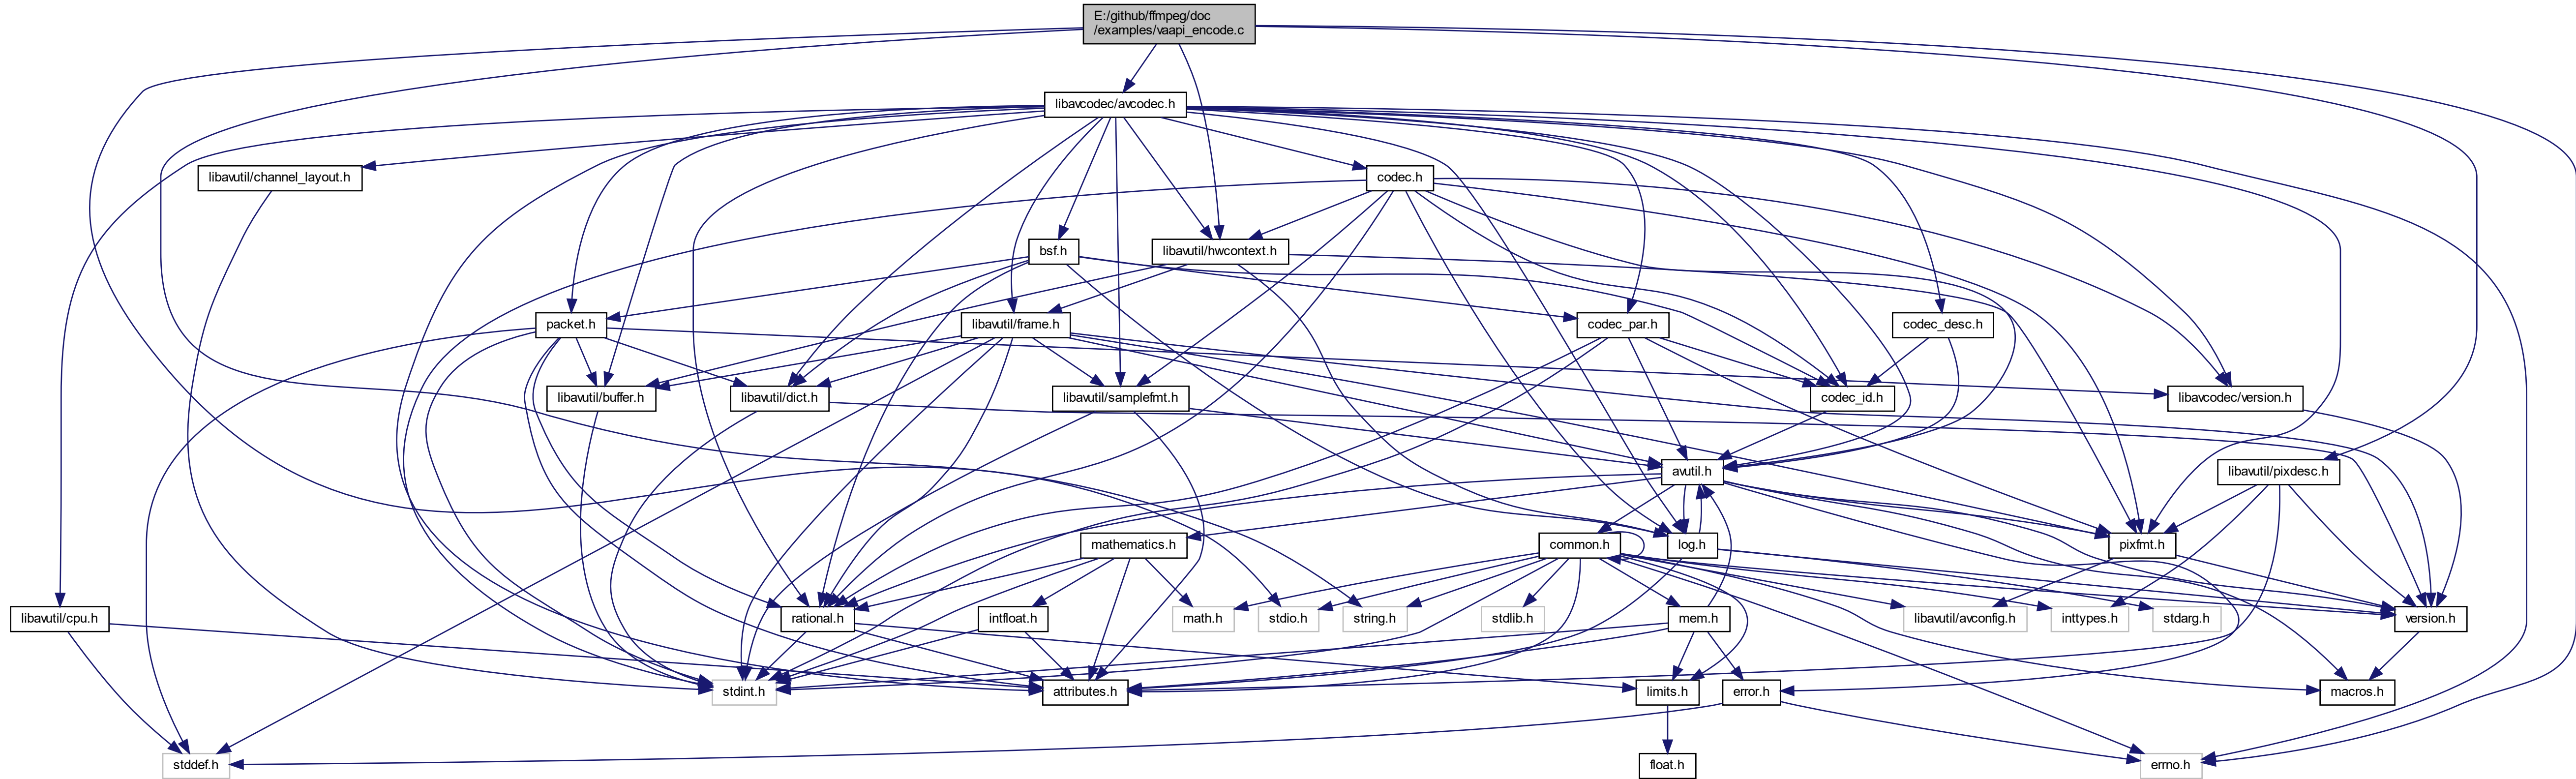 E:/github/ffmpeg/doc
/examples/vaapi_encode.c
libavcodec/avcodec.h
libavutil/channel_layout.h
codec.h
bsf.h
libavutil/hwcontext.h
packet.h
libavutil/frame.h
codec_par.h
codec_desc.h
libavutil/buffer.h
libavutil/dict.h
libavutil/samplefmt.h
codec_id.h
libavcodec/version.h
avutil.h
libavutil/pixdesc.h
mathematics.h
common.h
log.h
pixfmt.h
libavutil/cpu.h
rational.h
intfloat.h
math.h
stdio.h
string.h
stdlib.h
mem.h
libavutil/avconfig.h
inttypes.h
stdarg.h
version.h
stdint.h
attributes.h
limits.h
error.h
macros.h
stddef.h
float.h
errno.h